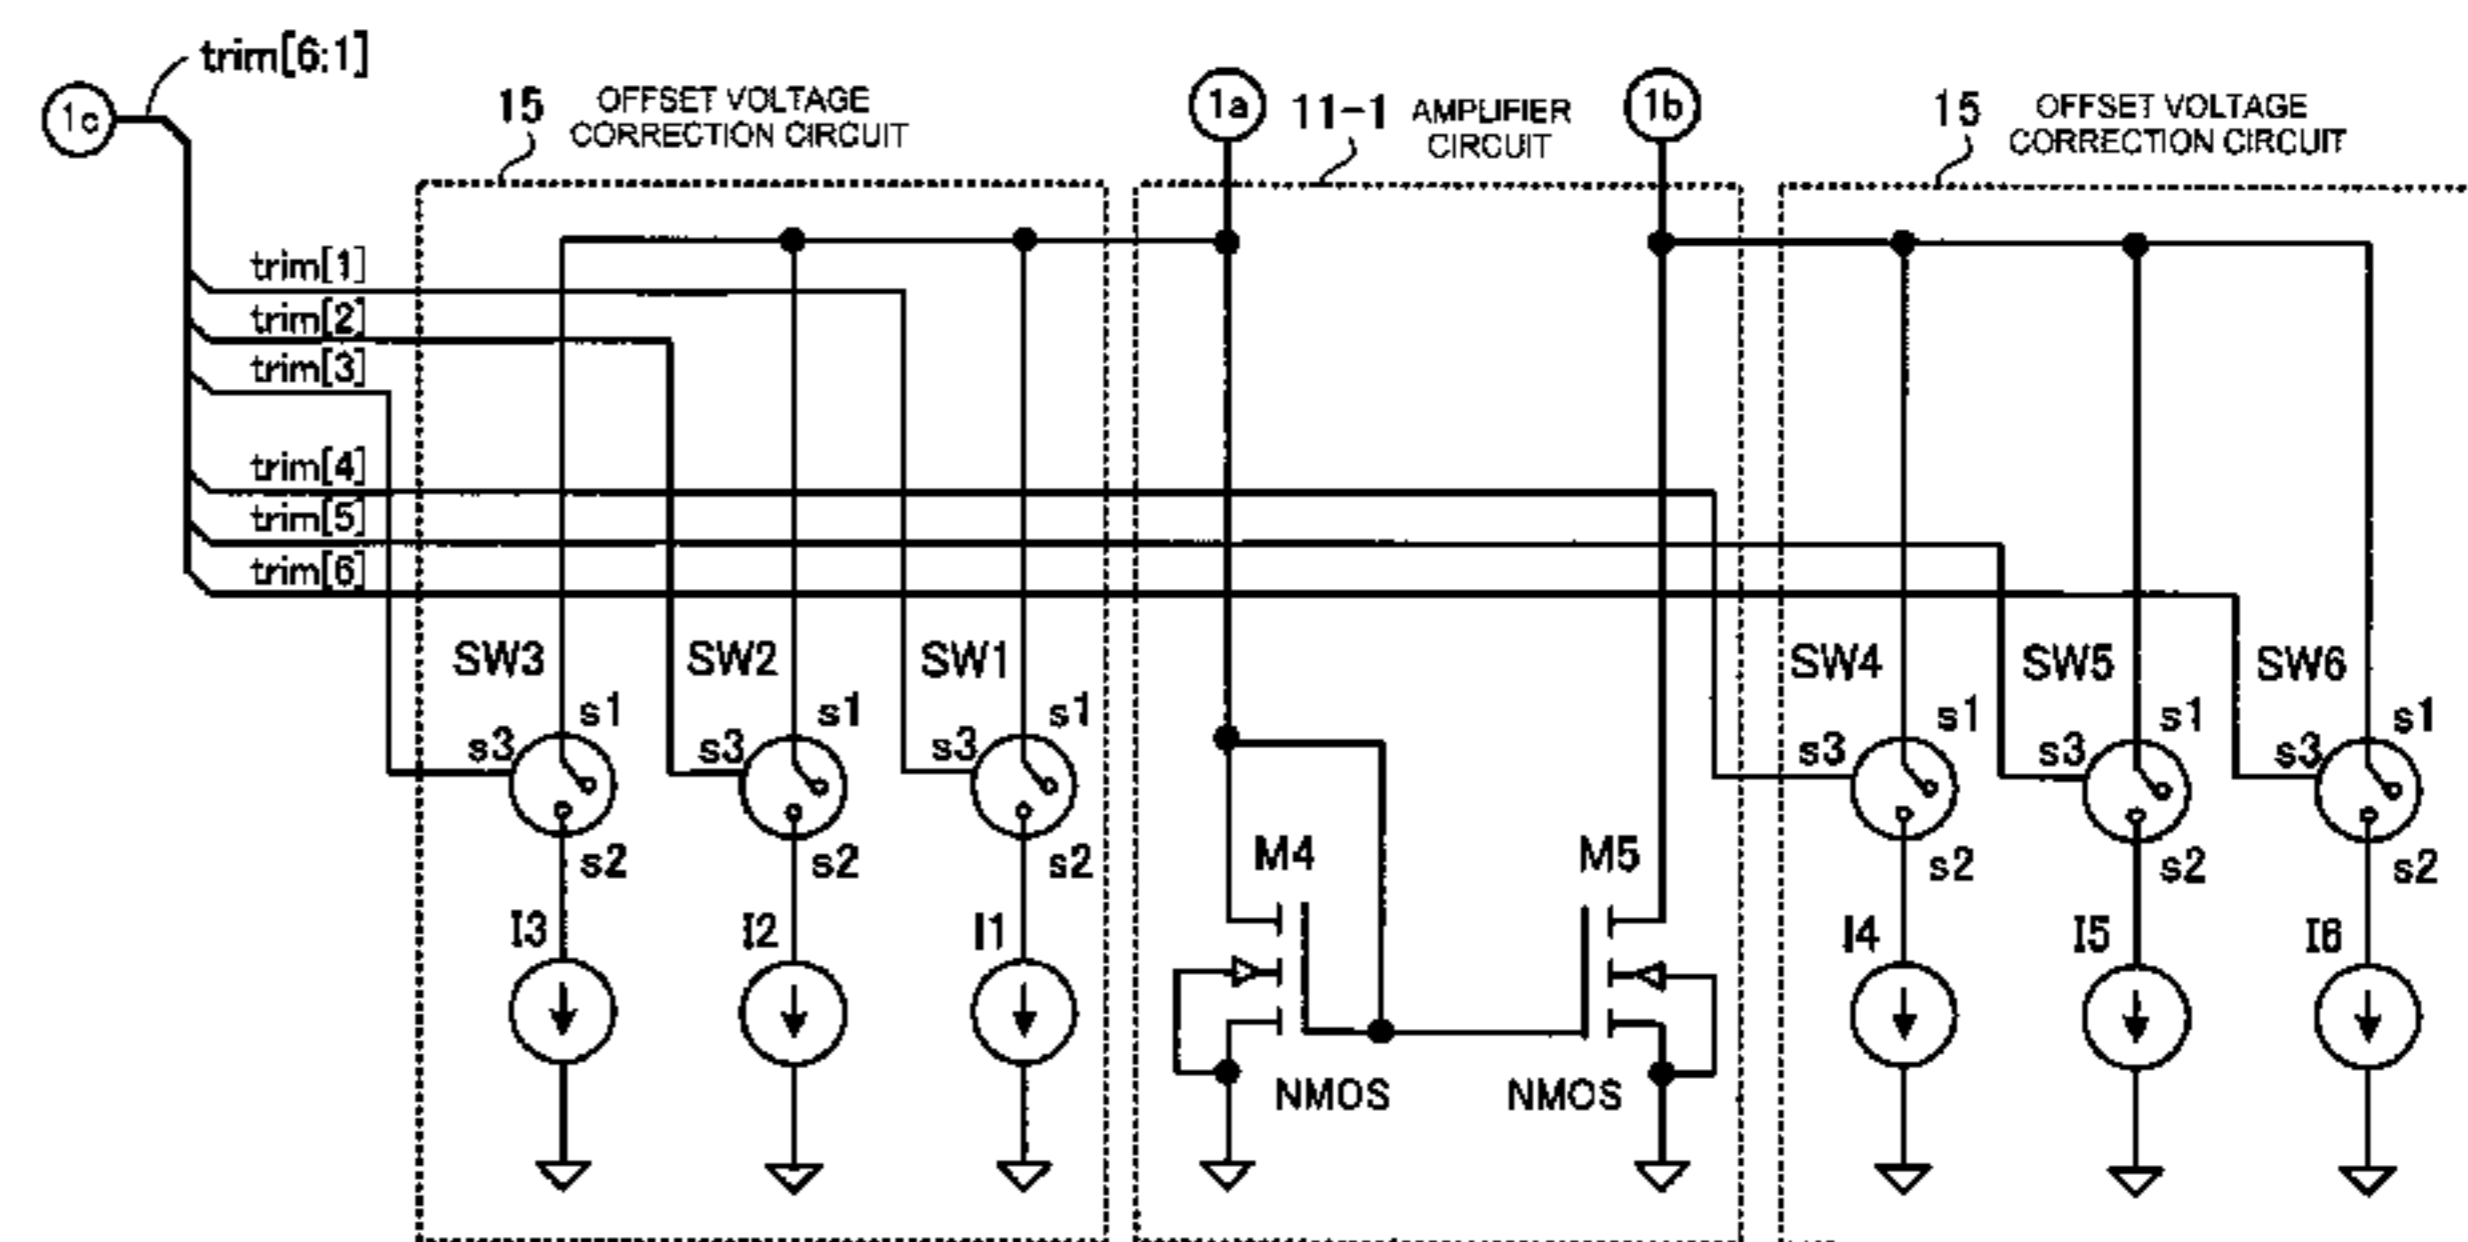 trim[6:1]
1c
15 OFFSET VOLTAGE
CORRECTION CIRCUIT
1a
11-1 AMPLIFIER
CIRCUIT
1b
15 OFFSET VOLTAGE
CORRECTION CIRCUIT
trim[1]
trim[2]
trim[3]
trim[4]
trim[5]
trim[6]
SW3 SW2 SW1 SW4 SW5 SW6
s1 s1 s1 s1 s1 s1
s3 s3 s3 s3 s3 s3
s2 s2 s2 s2 s2 s2
M4 M5
I3 I2 I1 I4 I5 I6
NMOS NMOS